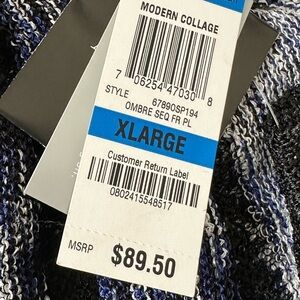 MODERN COLLAGE
7 06254 47030 8
STYLE 67890SP194
OMBRE SEQ FR PL
XLARGE
Customer Return Label
0802415548517
MSRP $89.50